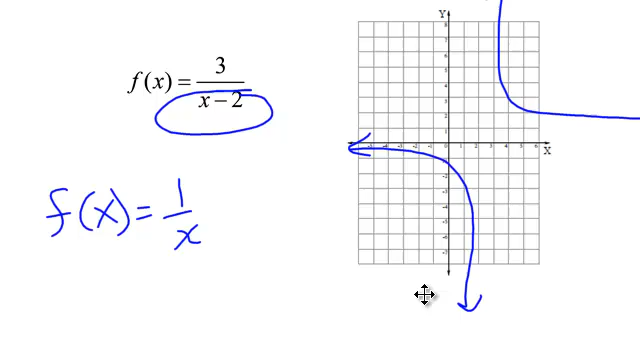 f(x) = 3/(x − 2)
f(x) = 1/x
Y
X